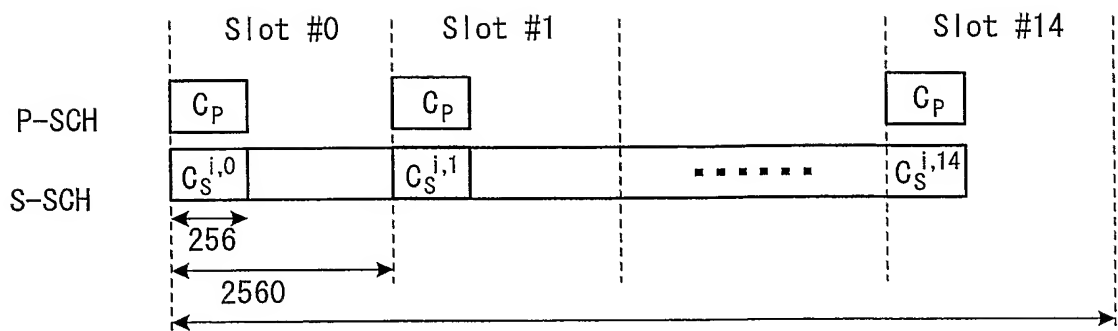 Slot #0 Slot #1 Slot #14
P-SCH C_P C_P C_P
S-SCH C_S^{i,0} C_S^{i,1} ...... C_S^{i,14}
256
2560